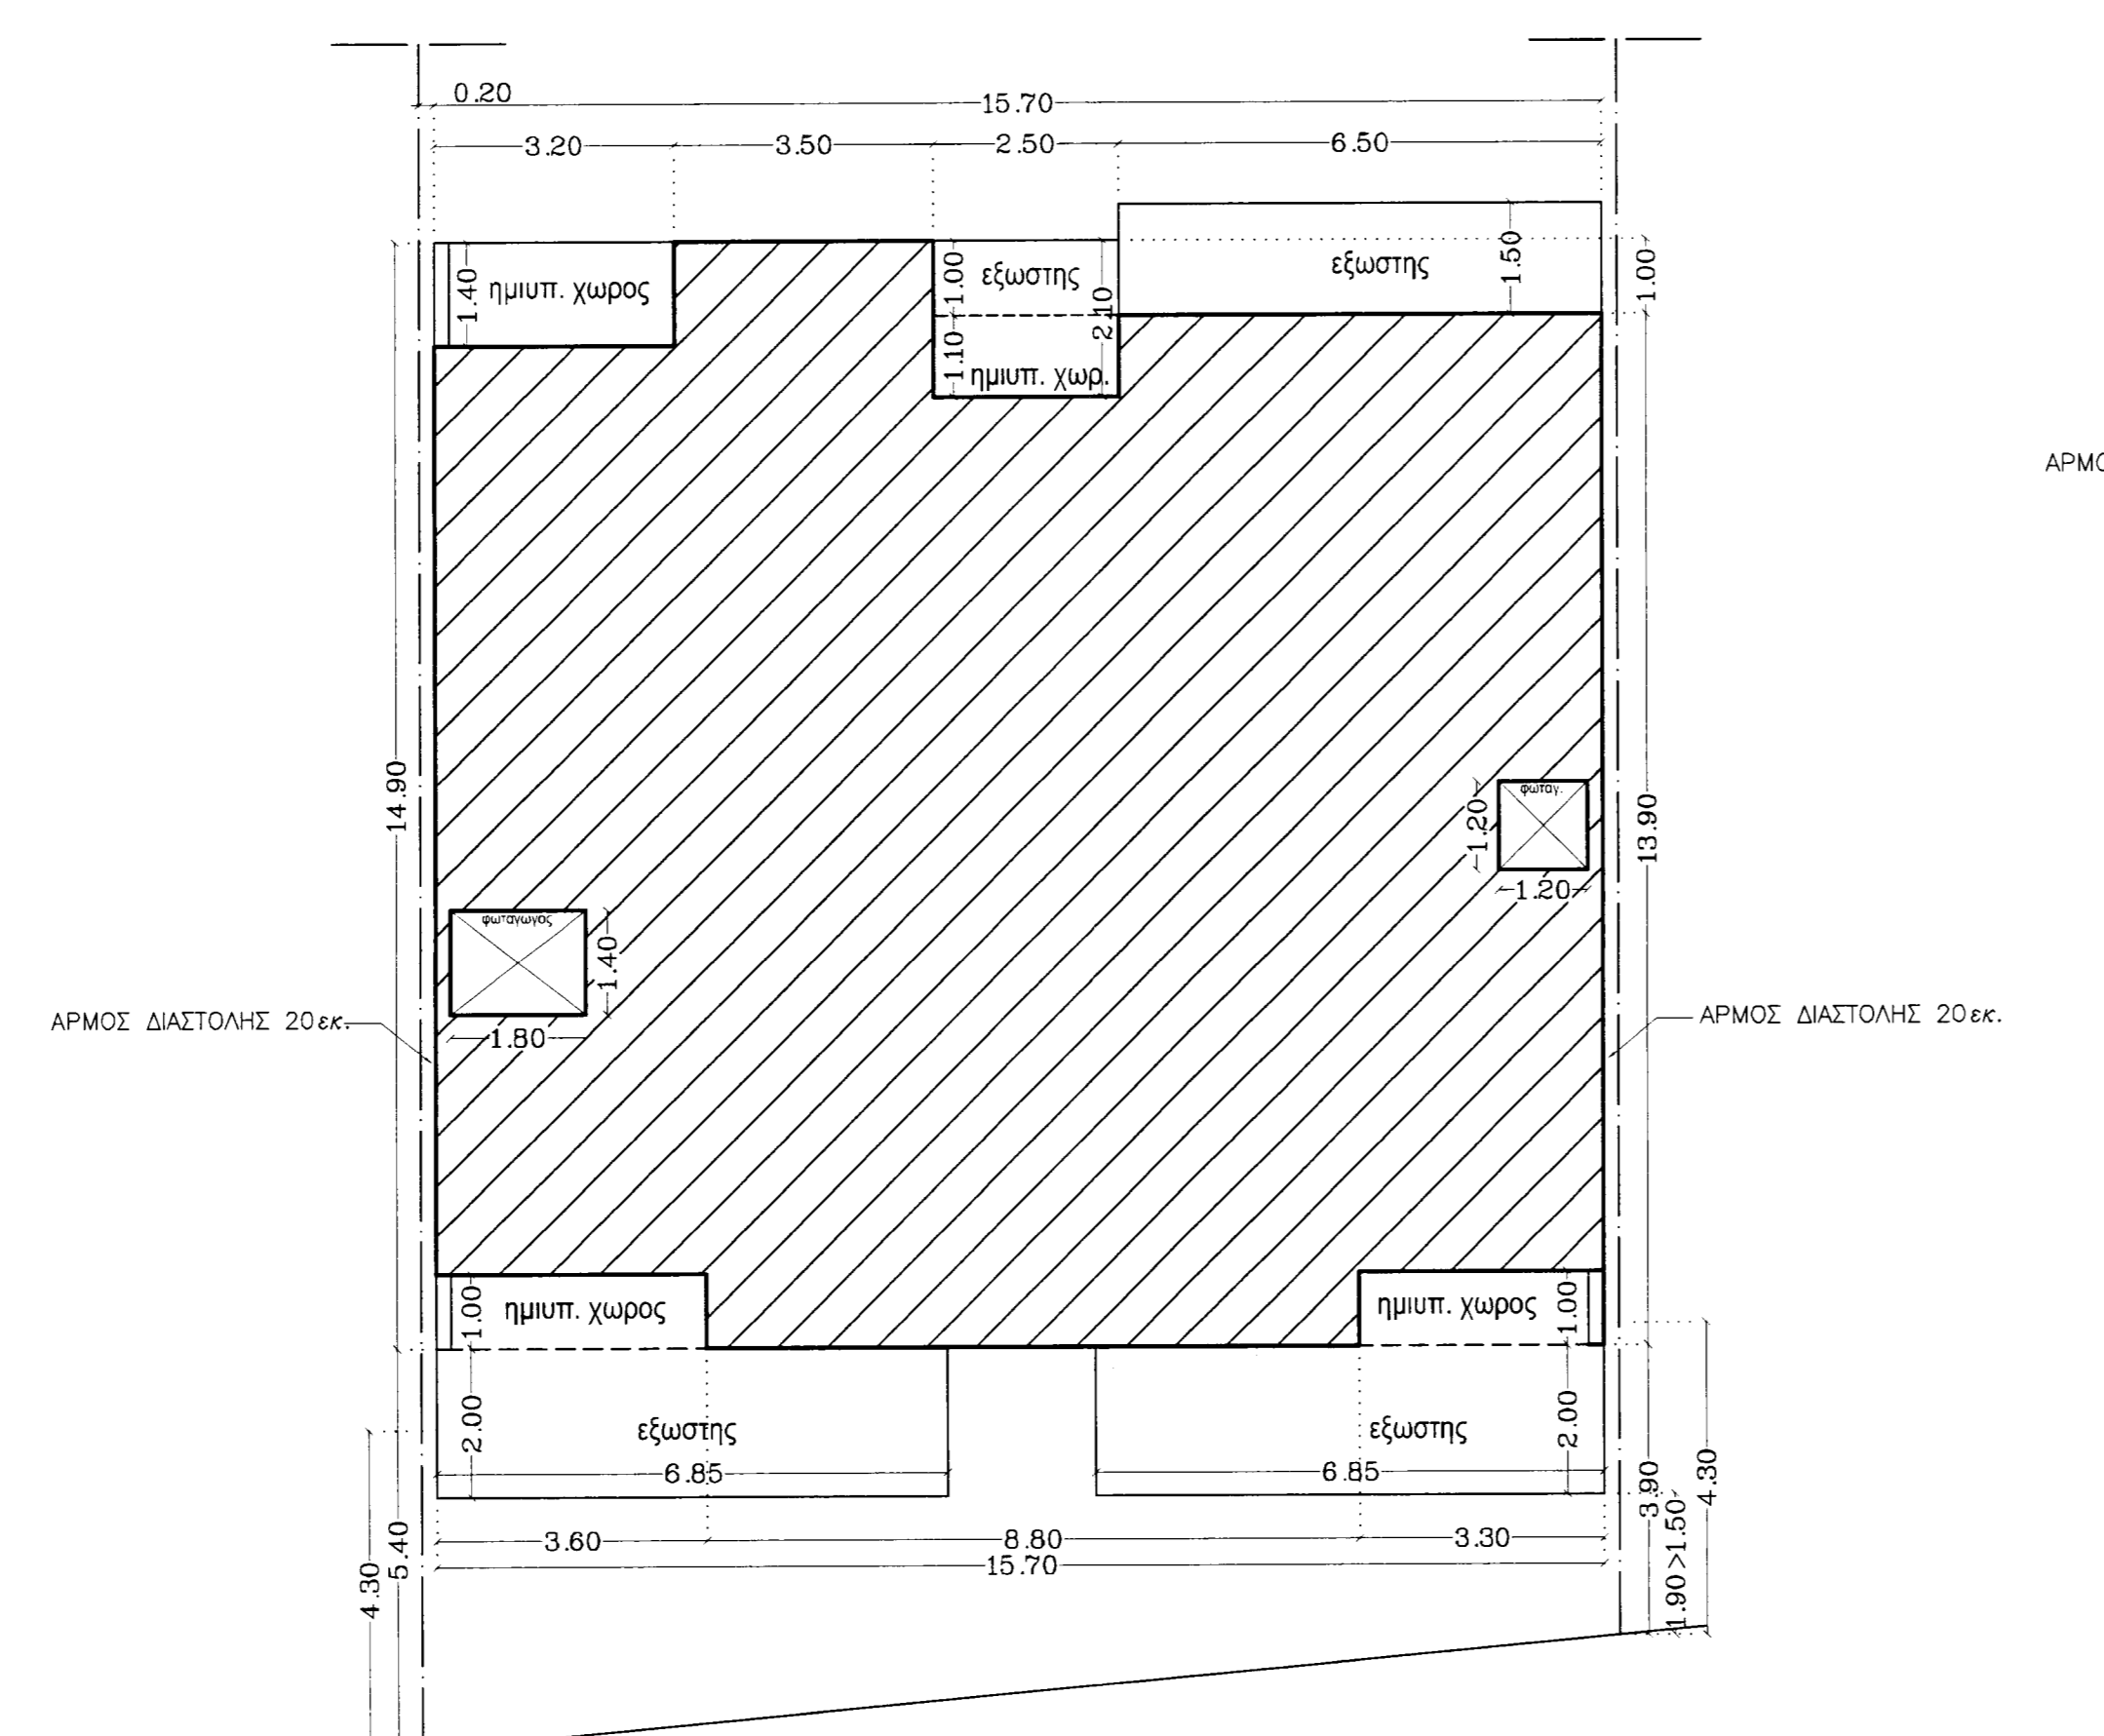 0.20
15.70
3.20 3.50 2.50 6.50
1.40 ημιυπ. χωρος
1.00 εξωστης
2.10
εξωστης 1.50
1.00
1.10 ημιυπ. χωρ.
ΑΡΜΟ
14.90
φωταγ.
1.20
1.20
13.90
φωταγωγος
1.40
1.80
ΑΡΜΟΣ ΔΙΑΣΤΟΛΗΣ 20εκ.
ΑΡΜΟΣ ΔΙΑΣΤΟΛΗΣ 20εκ.
1.00 ημιυπ. χωρος
ημιυπ. χωρος 1.00
2.00 εξωστης
εξωστης 2.00
6.85
6.85
3.90
4.30
1.90>1.50
3.60 8.80 3.30
15.70
5.40
4.30